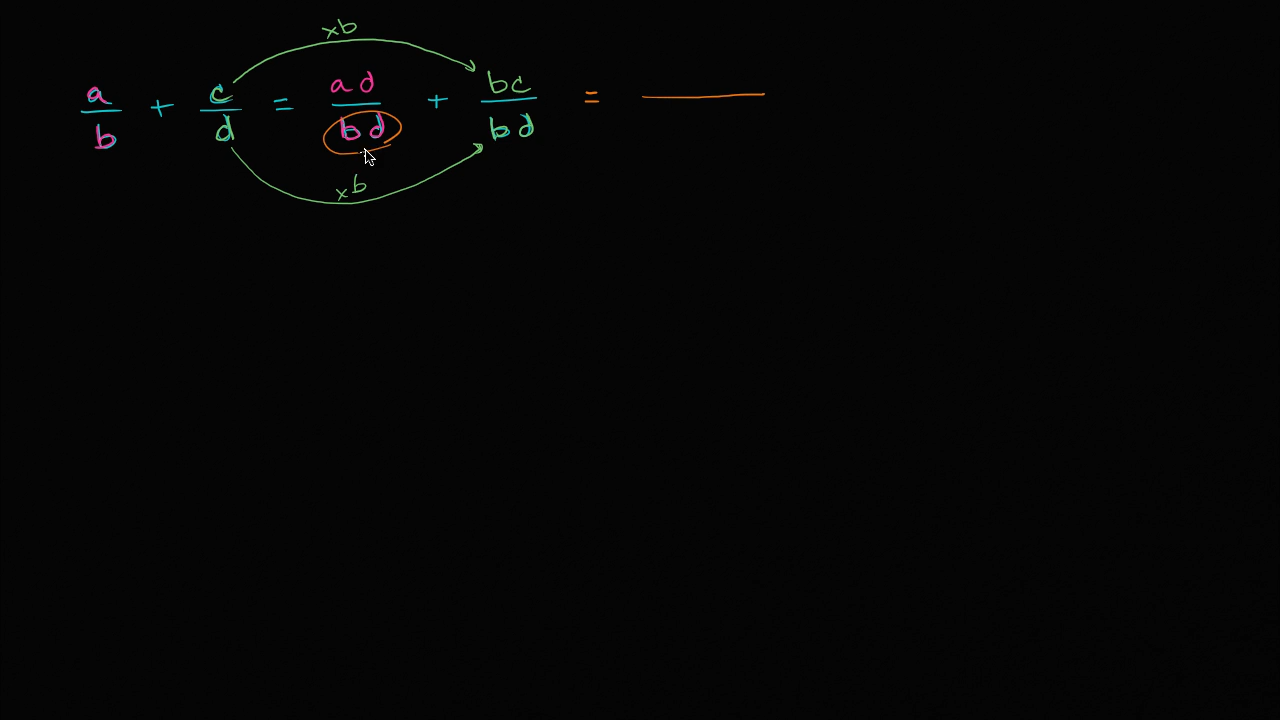 ×b
a/b + c/d = ad/bd + bc/bd =
×b